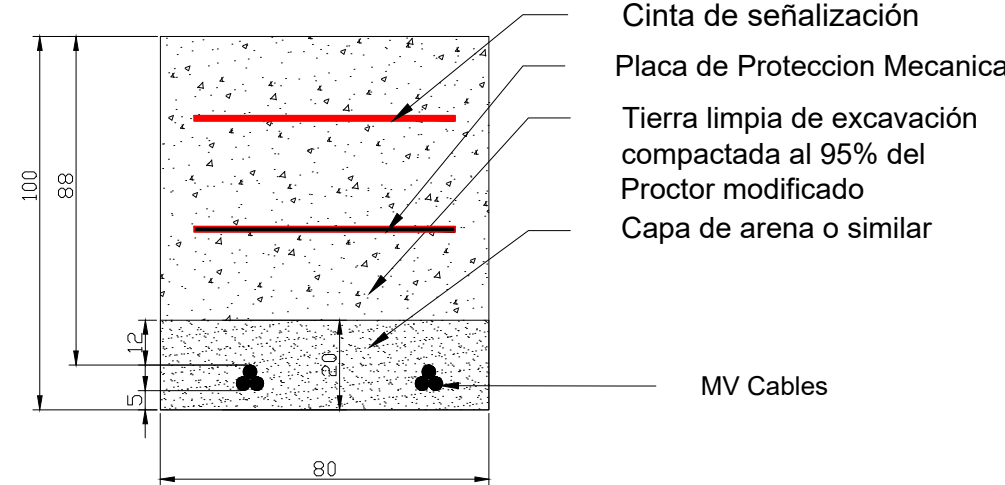 Cinta de señalización
Placa de Proteccion Mecanica
Tierra limpia de excavación
compactada al 95% del
Proctor modificado
Capa de arena o similar
100
88
12
20
5
MV Cables
80